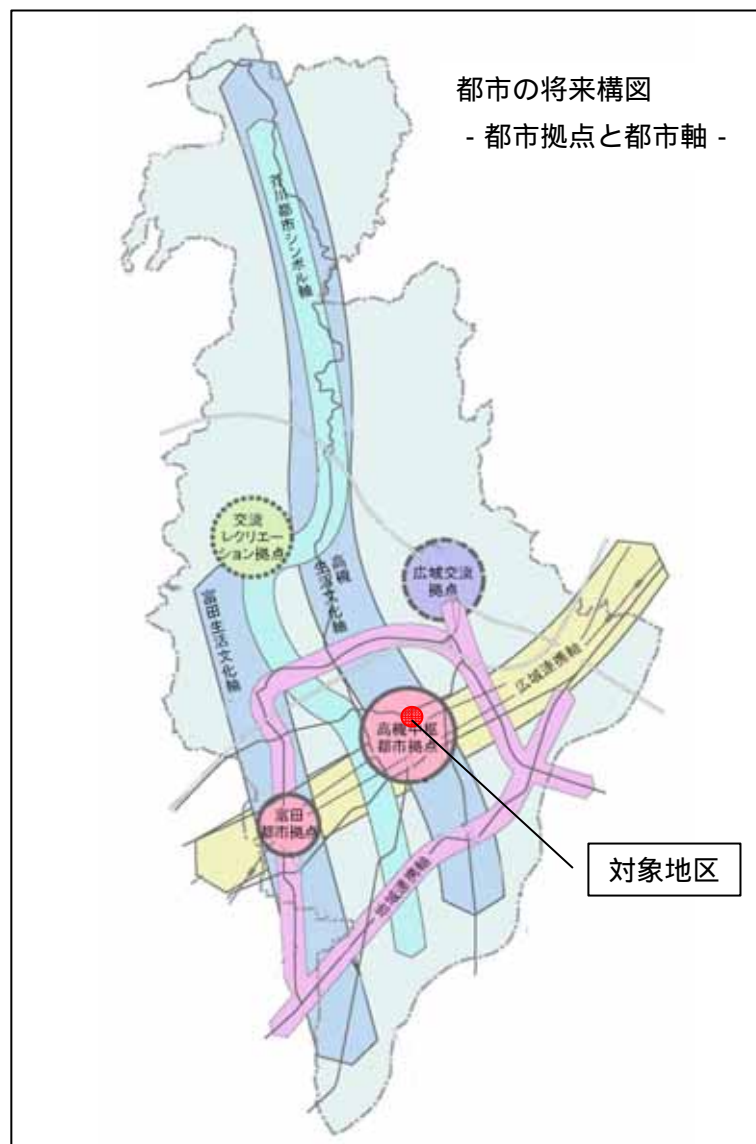 都市の将来構図
- 都市拠点と都市軸 -
芥川都市シンボル軸
交流
レクリエー
ション拠点
高槻
生活文化軸
広域交流
拠点
富田生活文化軸
広域連携軸
高槻中枢
都市拠点
富田
都市拠点
対象地区
地域連携軸